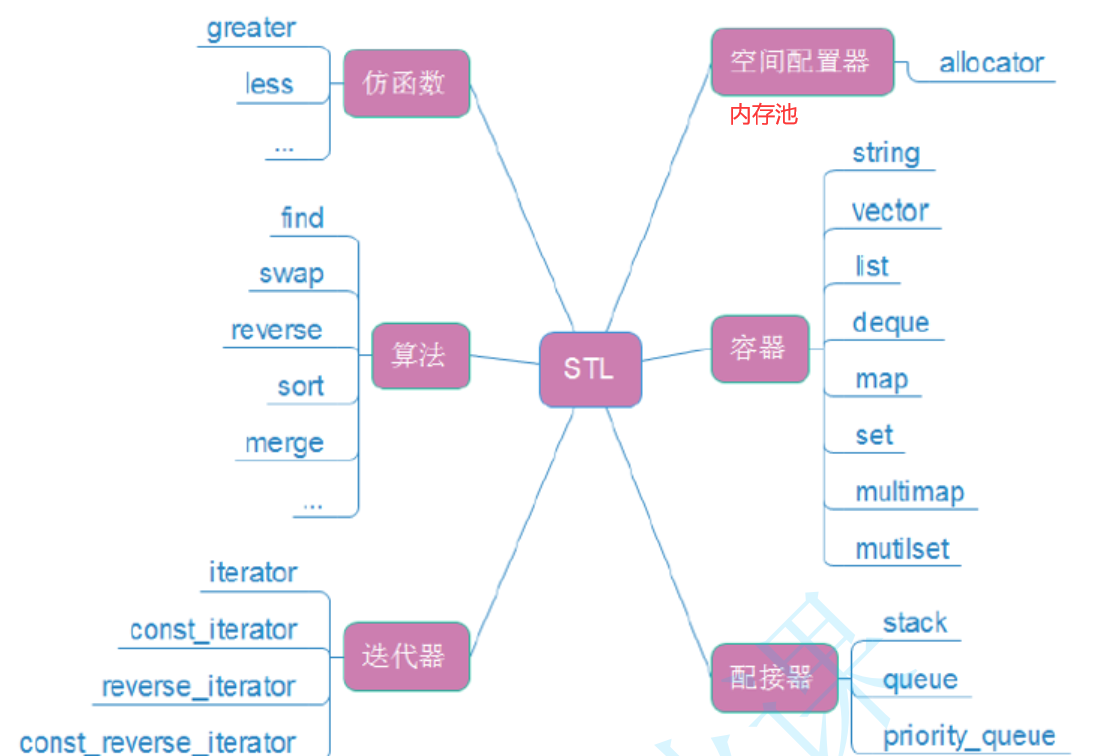 greater
less
...
仿函数
find
swap
reverse
sort
merge
...
算法
iterator
const_iterator
reverse_iterator
const_reverse_iterator
迭代器
STL
空间配置器
内存池
allocator
容器
string
vector
list
deque
map
set
multimap
mutilset
配接器
stack
queue
priority_queue